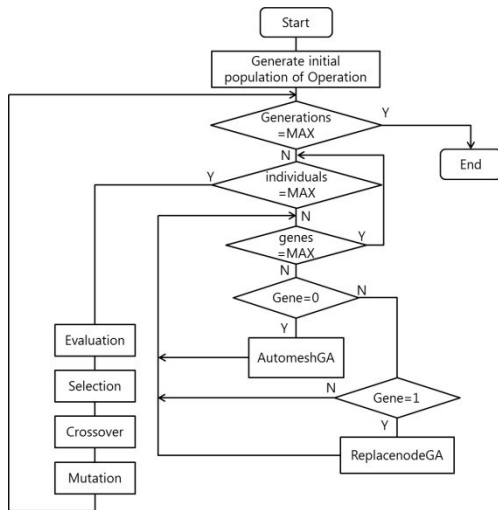 Start
Generate initial
population of Operation
Generations
=MAX
Y
N
End
individuals
=MAX
Y
N
genes
=MAX
Y
N
Gene=0
N
Y
AutomeshGA
Evaluation
Selection
Crossover
Mutation
N
Gene=1
Y
ReplacenodeGA